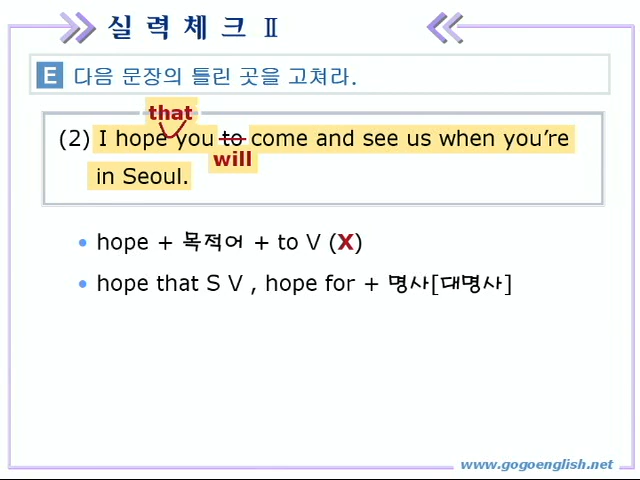 실력체크 Ⅱ
E 다음 문장의 틀린 곳을 고쳐라.
that
(2) I hope you to come and see us when you’re
will
in Seoul.
• hope + 목적어 + to V (X)
• hope that S V , hope for + 명사[대명사]
www.gogoenglish.net